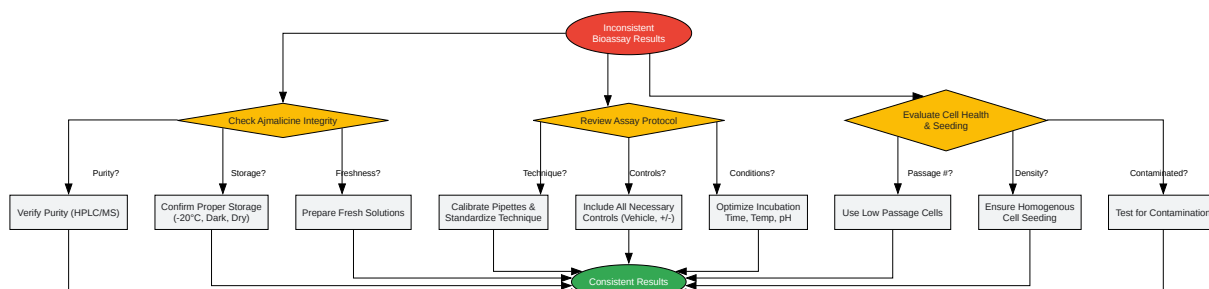 Inconsistent
Bioassay Results
Check Ajmalicine Integrity
Review Assay Protocol
Evaluate Cell Health
& Seeding
Purity?
Storage?
Freshness?
Technique?
Controls?
Conditions?
Passage #?
Density?
Contaminated?
Verify Purity (HPLC/MS)
Confirm Proper Storage
(-20°C, Dark, Dry)
Prepare Fresh Solutions
Calibrate Pipettes &
Standardize Technique
Include All Necessary
Controls (Vehicle, +/-)
Optimize Incubation
Time, Temp, pH
Use Low Passage Cells
Ensure Homogenous
Cell Seeding
Test for Contamination
Consistent Results